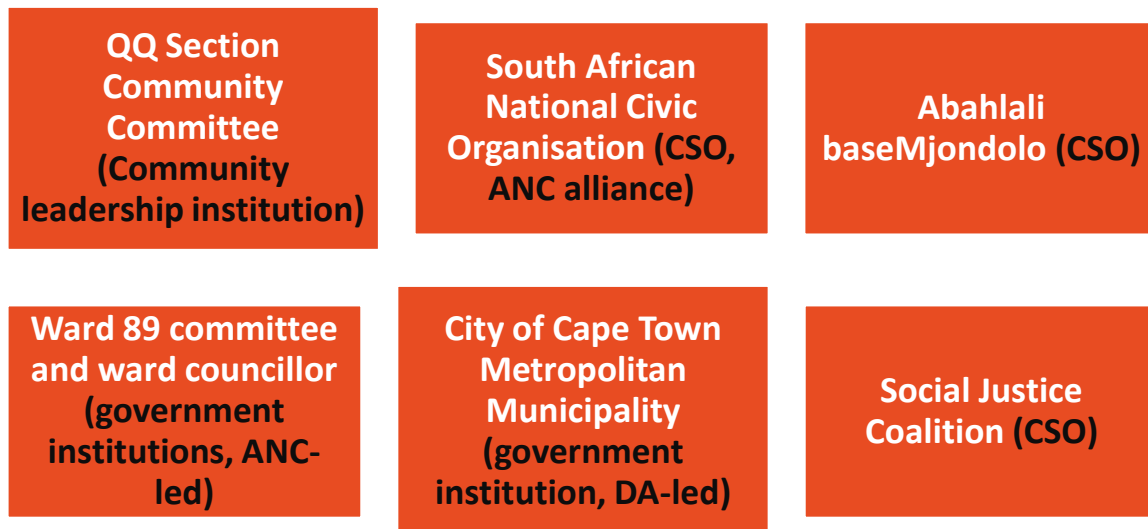 QQ Section
Community
Committee
(Community
leadership institution)
South African
National Civic
Organisation (CSO,
ANC alliance)
Abahlali
baseMjondolo (CSO)
Ward 89 committee
and ward councillor
(government
institutions, ANC-
led)
City of Cape Town
Metropolitan
Municipality
(government
institution, DA-led)
Social Justice
Coalition (CSO)